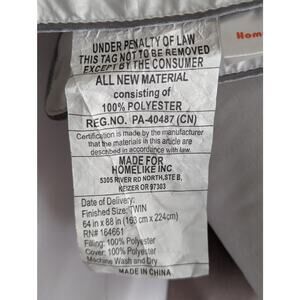 Hom
UNDER PENALTY OF LAW
THIS TAG NOT TO BE REMOVED
EXCEPT BY THE CONSUMER
ALL NEW MATERIAL
consisting of
100% POLYESTER
REG.NO. PA-40487 (CN)
Certification is made by the manufacturer
that the materials in this article are
described in accordance with law.
MADE FOR
HOMELIKE INC
5305 RIVER RD NORTH,STE B,
KEIZER OR 97303
Date of Delivery:
Finished Size: TWIN
64 in x 88 in (163 cm x 224cm)
RN# 164661
Filling: 100% Polyester
Cover: 100% Polyester
Machine Wash and Dry
MADE IN CHINA